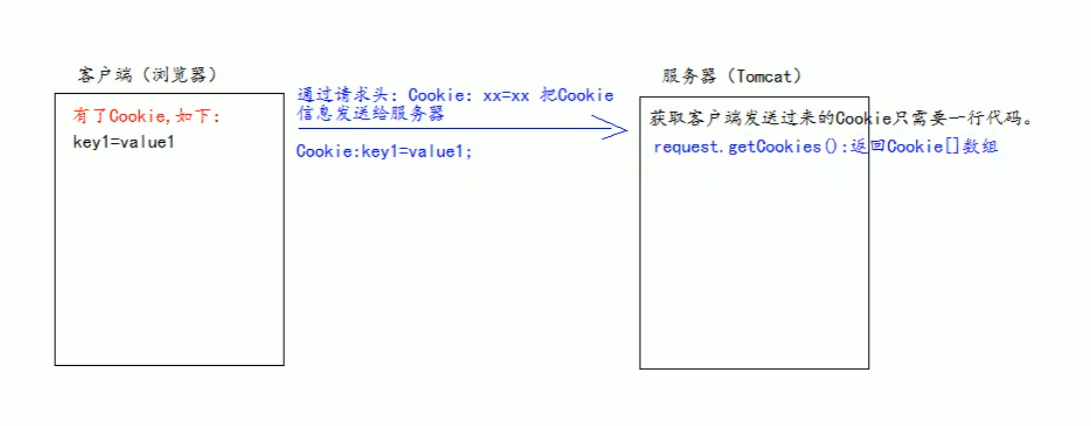 客户端（浏览器）
有了Cookie,如下：
key1=value1
通过请求头：Cookie：xx=xx 把Cookie
信息发送给服务器
Cookie:key1=value1;
服务器（Tomcat）
获取客户端发送过来的Cookie只需要一行代码。
request.getCookies():返回Cookie[]数组